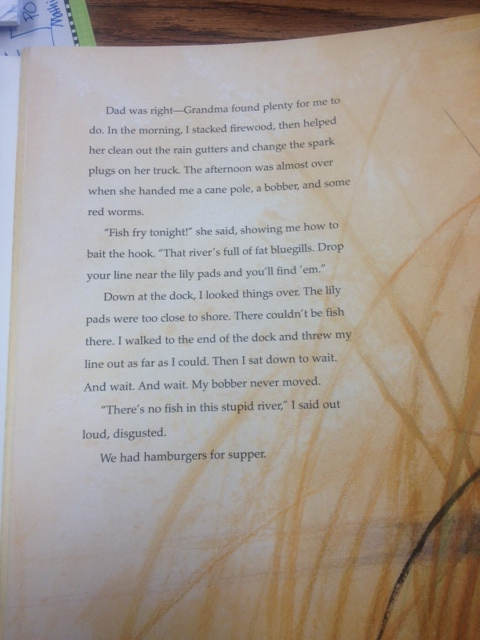 Dad was right—Grandma found plenty for me to
do. In the morning, I stacked firewood, then helped
her clean out the rain gutters and change the spark
plugs on her truck. The afternoon was almost over
when she handed me a cane pole, a bobber, and some
red worms.
"Fish fry tonight!" she said, showing me how to
bait the hook. "That river's full of fat bluegills. Drop
your line near the lily pads and you'll find 'em."
Down at the dock, I looked things over. The lily
pads were too close to shore. There couldn't be fish
there. I walked to the end of the dock and threw my
line out as far as I could. Then I sat down to wait.
And wait. And wait. My bobber never moved.
"There's no fish in this stupid river," I said out
loud, disgusted.
We had hamburgers for supper.